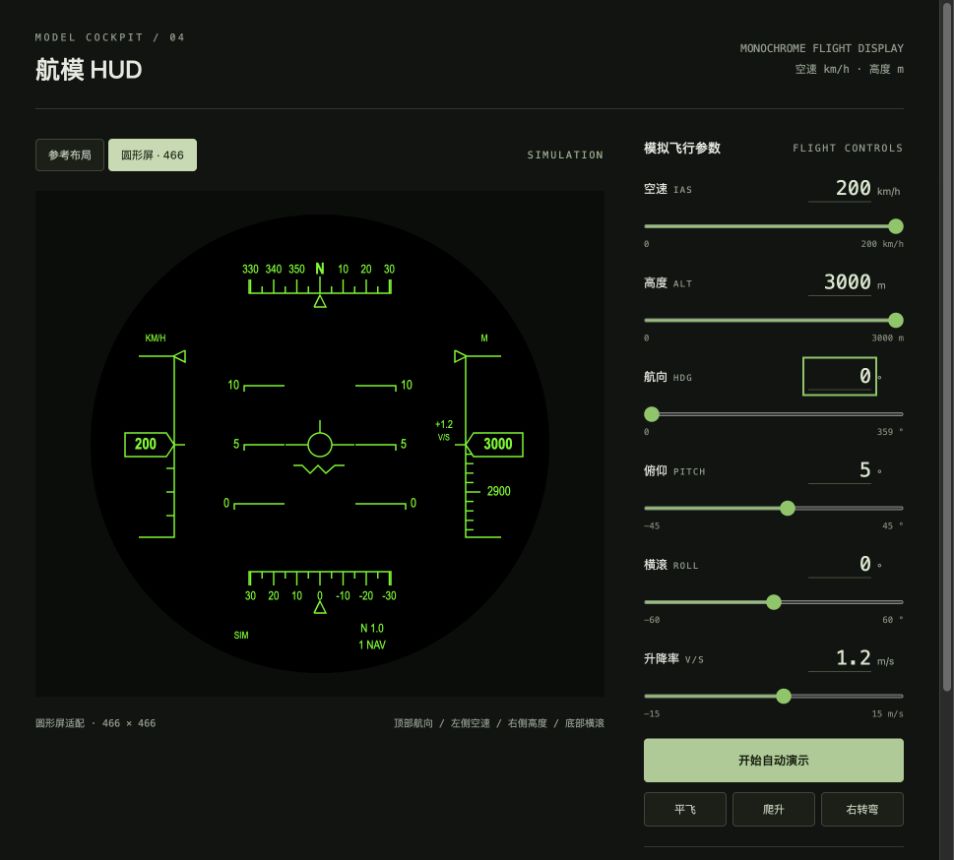 MODEL COCKPIT / 04
航模 HUD
MONOCHROME FLIGHT DISPLAY
空速 km/h · 高度 m
参考布局
圆形屏 · 466
SIMULATION
330 340 350 N 10 20 30
KM/H
M
10 10
+1.2
V/S
200
5 5
3000
2900
0 0
30 20 10 0 -10 -20 -30
SIM
N 1.0
1 NAV
圆形屏适配 · 466 × 466
顶部航向 / 左侧空速 / 右侧高度 / 底部横滚
模拟飞行参数
FLIGHT CONTROLS
空速 IAS 200 km/h
0 200 km/h
高度 ALT 3000 m
0 3000 m
航向 HDG 0 °
0 359 °
俯仰 PITCH 5 °
−45 45 °
横滚 ROLL 0 °
−60 60 °
升降率 V/S 1.2 m/s
−15 15 m/s
开始自动演示
平飞
爬升
右转弯